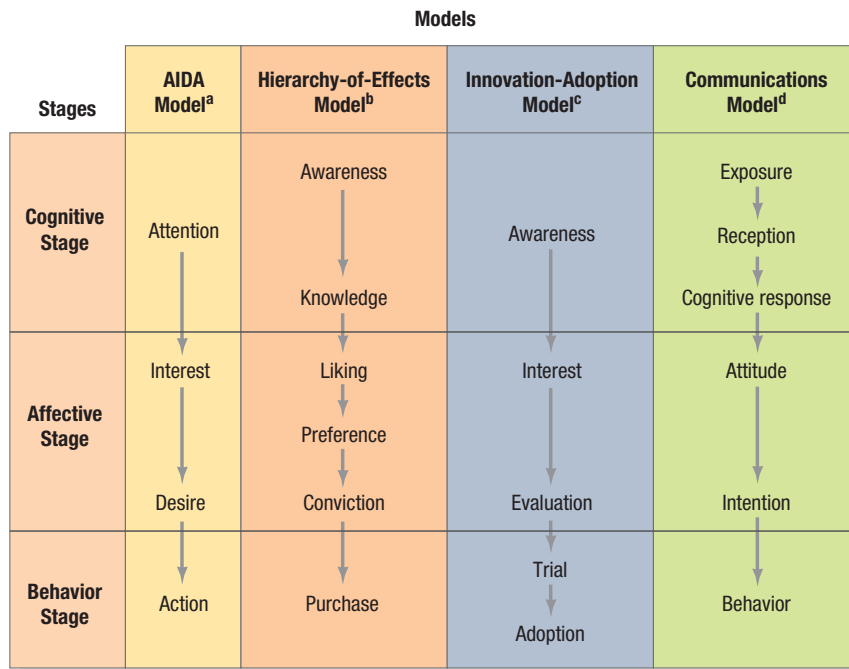 Models
Stages
AIDA
Modelᵃ
Hierarchy-of-Effects
Modelᵇ
Innovation-Adoption
Modelᶜ
Communications
Modelᵈ
Cognitive
Stage
Attention
Awareness
Knowledge
Awareness
Exposure
Reception
Cognitive response
Affective
Stage
Interest
Desire
Liking
Preference
Conviction
Interest
Evaluation
Attitude
Intention
Behavior
Stage
Action
Purchase
Trial
Adoption
Behavior